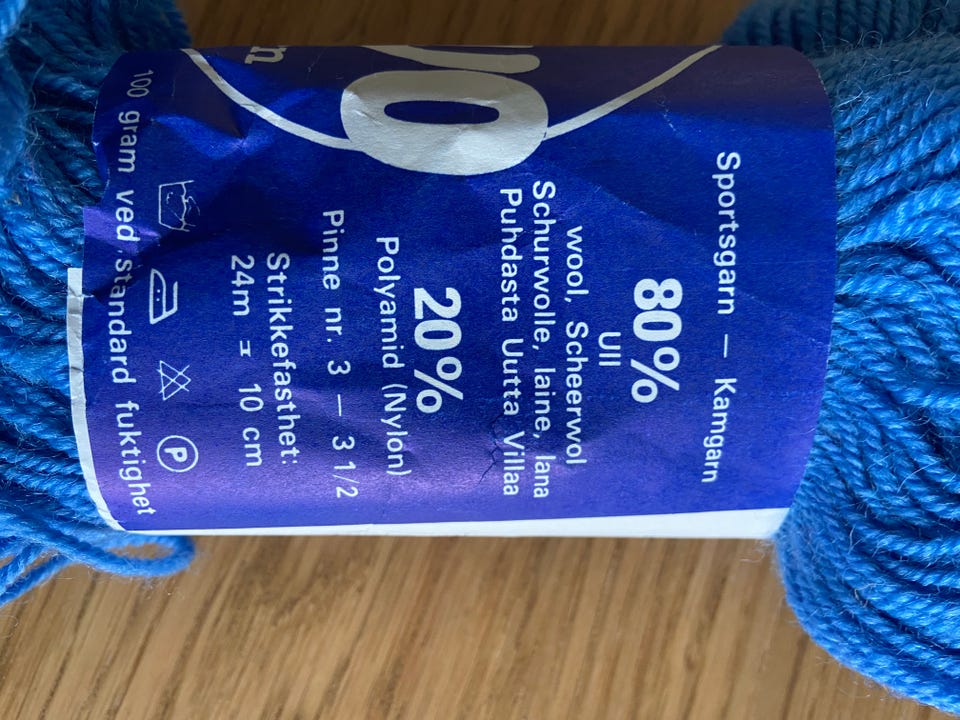 Sportsgarn — Kamgarn
80%
Ull
wool, Scheerwol
Schurwolle, laine, lana
Puhdasta Uutta Villaa
20%
Polyamid (Nylon)
Pinne nr. 3 — 3 1/2
Strikkefasthet:
24m = 10 cm
P
100 gram ved standard fuktighet